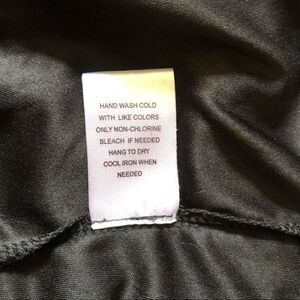 HAND WASH COLD
WITH LIKE COLORS
ONLY NON-CHLORINE
BLEACH IF NEEDED
HANG TO DRY
COOL IRON WHEN
NEEDED